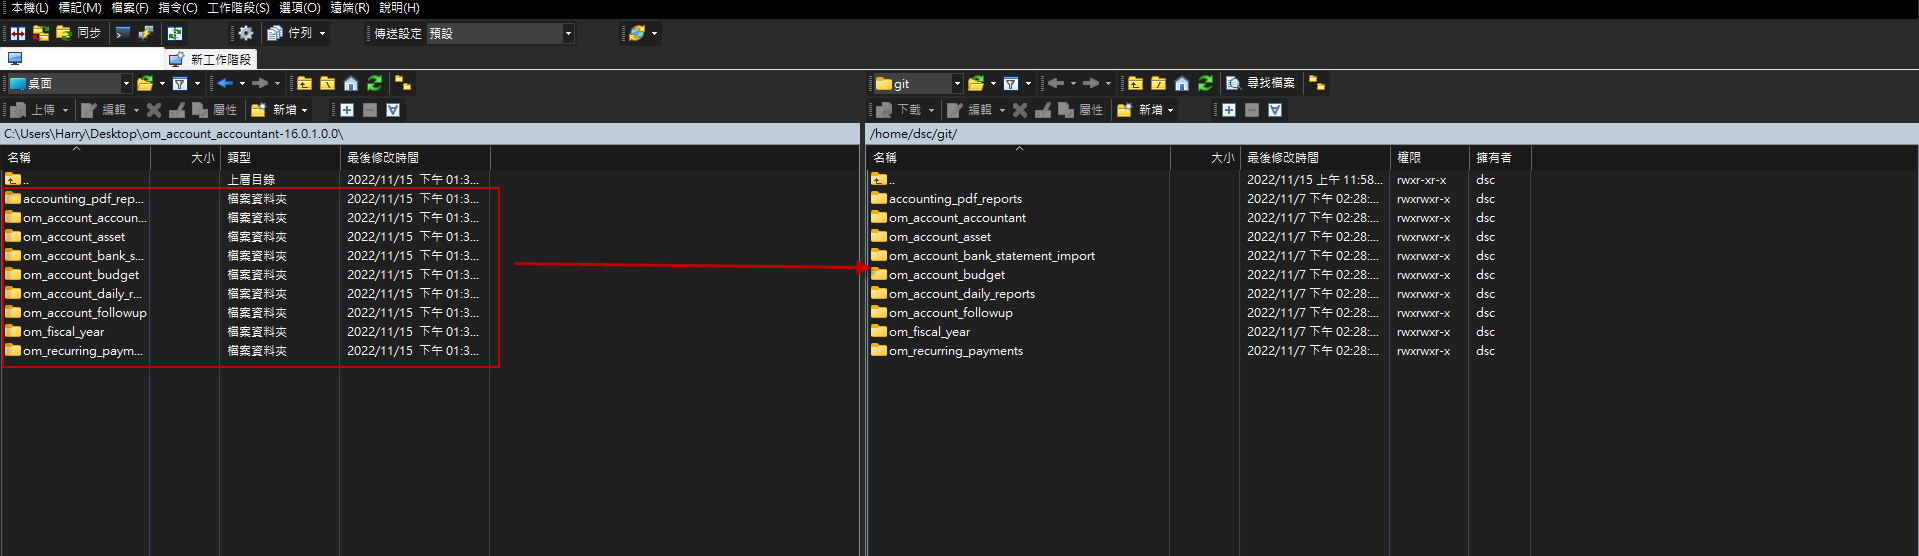 本機(L) 標記(M) 檔案(F) 指令(C) 工作階段(S) 選項(O) 遠端(R) 說明(H)
同步 佇列 傳送設定 預設
新工作階段
桌面 git 尋找檔案
上傳 編輯 屬性 新增 下載 編輯 屬性 新增
C:\Users\Harry\Desktop\om_account_accountant-16.0.1.0.0\ /home/dsc/git/
名稱 大小 類型 最後修改時間 名稱 大小 最後修改時間 權限 擁有者
.. 上層目錄 2022/11/15 下午 01:3... .. 2022/11/15 上午 11:58... rwxr-xr-x dsc
accounting_pdf_rep... 檔案資料夾 2022/11/15 下午 01:3... accounting_pdf_reports 2022/11/7 下午 02:28:... rwxrwxr-x dsc
om_account_accoun... 檔案資料夾 2022/11/15 下午 01:3... om_account_accountant 2022/11/7 下午 02:28:... rwxrwxr-x dsc
om_account_asset 檔案資料夾 2022/11/15 下午 01:3... om_account_asset 2022/11/7 下午 02:28:... rwxrwxr-x dsc
om_account_bank_s... 檔案資料夾 2022/11/15 下午 01:3... om_account_bank_statement_import 2022/11/7 下午 02:28:... rwxrwxr-x dsc
om_account_budget 檔案資料夾 2022/11/15 下午 01:3... om_account_budget 2022/11/7 下午 02:28:... rwxrwxr-x dsc
om_account_daily_r... 檔案資料夾 2022/11/15 下午 01:3... om_account_daily_reports 2022/11/7 下午 02:28:... rwxrwxr-x dsc
om_account_followup 檔案資料夾 2022/11/15 下午 01:3... om_account_followup 2022/11/7 下午 02:28:... rwxrwxr-x dsc
om_fiscal_year 檔案資料夾 2022/11/15 下午 01:3... om_fiscal_year 2022/11/7 下午 02:28:... rwxrwxr-x dsc
om_recurring_paym... 檔案資料夾 2022/11/15 下午 01:3... om_recurring_payments 2022/11/7 下午 02:28:... rwxrwxr-x dsc